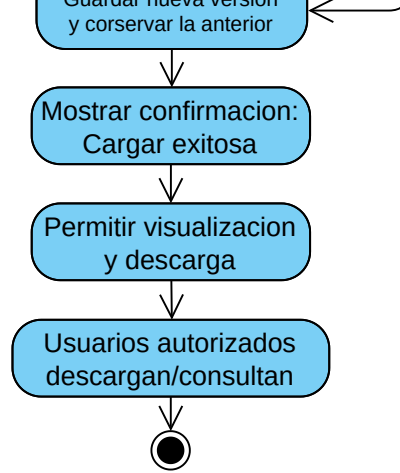 Guardar nueva version
y corservar la anterior
Mostrar confirmacion:
Cargar exitosa
Permitir visualizacion
y descarga
Usuarios autorizados
descargan/consultan